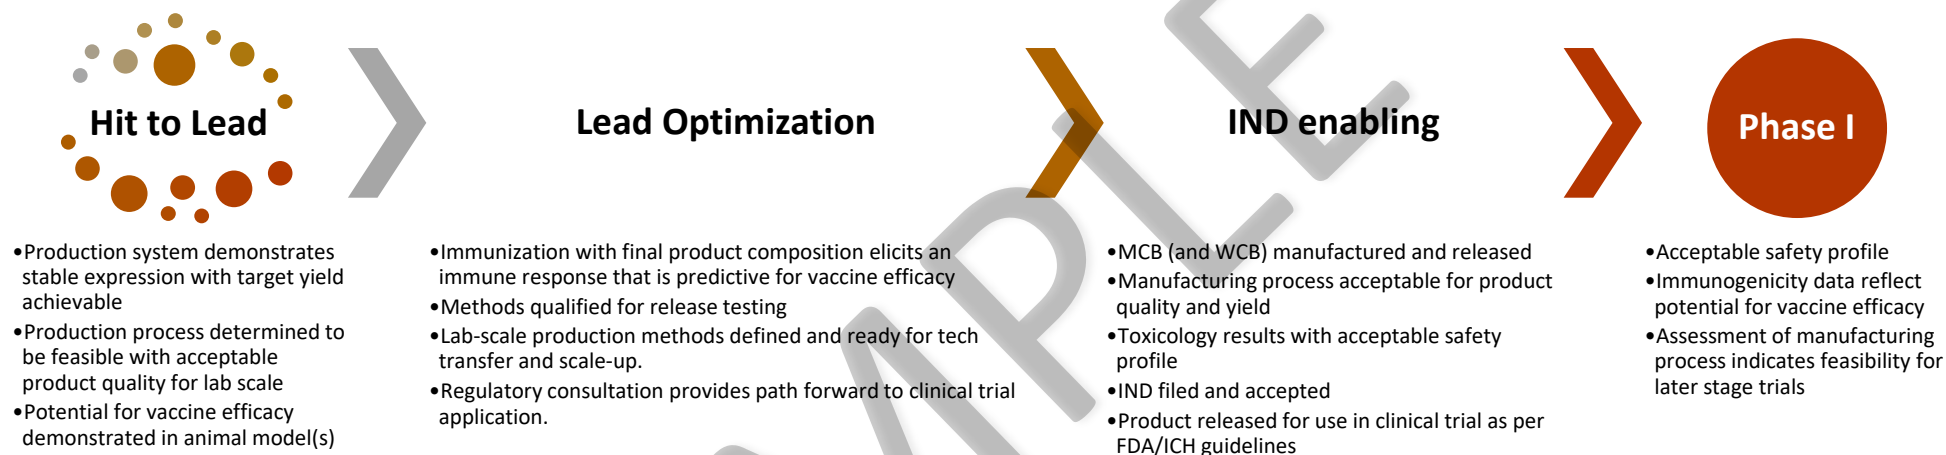 Hit to Lead
•Production system demonstrates
stable expression with target yield
achievable
•Production process determined to
be feasible with acceptable
product quality for lab scale
•Potential for vaccine efficacy
demonstrated in animal model(s)
Lead Optimization
•Immunization with final product composition elicits an
immune response that is predictive for vaccine efficacy
•Methods qualified for release testing
•Lab-scale production methods defined and ready for tech
transfer and scale-up.
•Regulatory consultation provides path forward to clinical trial
application.
IND enabling
•MCB (and WCB) manufactured and released
•Manufacturing process acceptable for product
quality and yield
•Toxicology results with acceptable safety
profile
•IND filed and accepted
•Product released for use in clinical trial as per
FDA/ICH guidelines
Phase I
•Acceptable safety profile
•Immunogenicity data reflect
potential for vaccine efficacy
•Assessment of manufacturing
process indicates feasibility for
later stage trials
MPLE